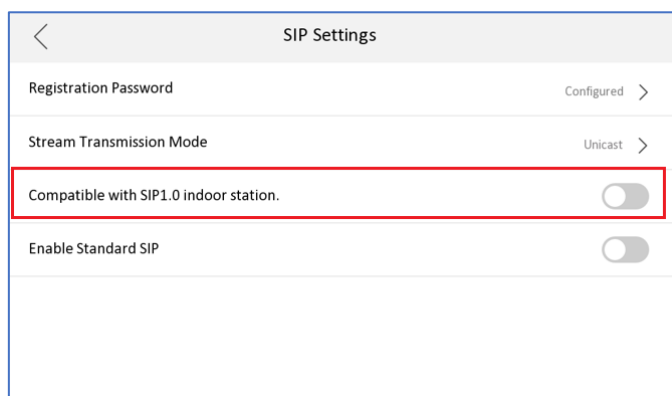 SIP Settings
Registration Password
Configured
Stream Transmission Mode
Unicast
Compatible with SIP1.0 indoor station.
Enable Standard SIP